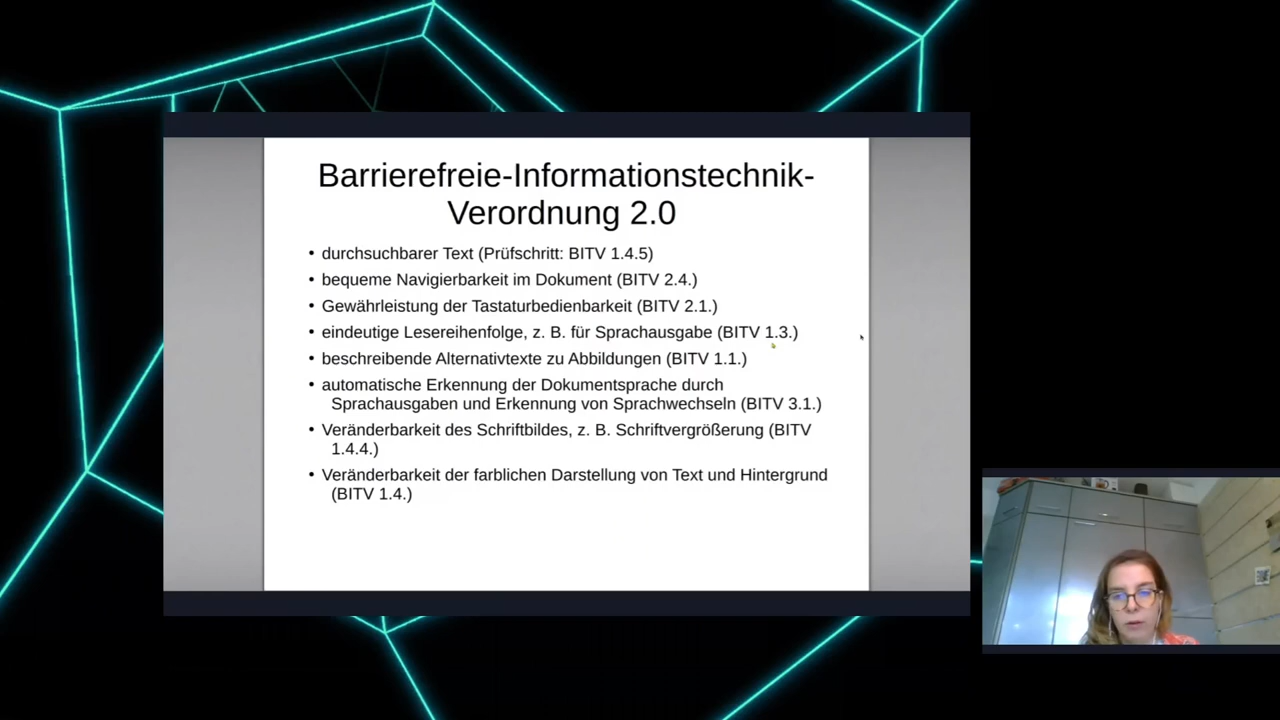 Barrierefreie-Informationstechnik-
Verordnung 2.0
• durchsuchbarer Text (Prüfschritt: BITV 1.4.5)
• bequeme Navigierbarkeit im Dokument (BITV 2.4.)
• Gewährleistung der Tastaturbedienbarkeit (BITV 2.1.)
• eindeutige Lesereihenfolge, z. B. für Sprachausgabe (BITV 1.3.)
• beschreibende Alternativtexte zu Abbildungen (BITV 1.1.)
• automatische Erkennung der Dokumentsprache durch
Sprachausgaben und Erkennung von Sprachwechseln (BITV 3.1.)
• Veränderbarkeit des Schriftbildes, z. B. Schriftvergrößerung (BITV
1.4.4.)
• Veränderbarkeit der farblichen Darstellung von Text und Hintergrund
(BITV 1.4.)